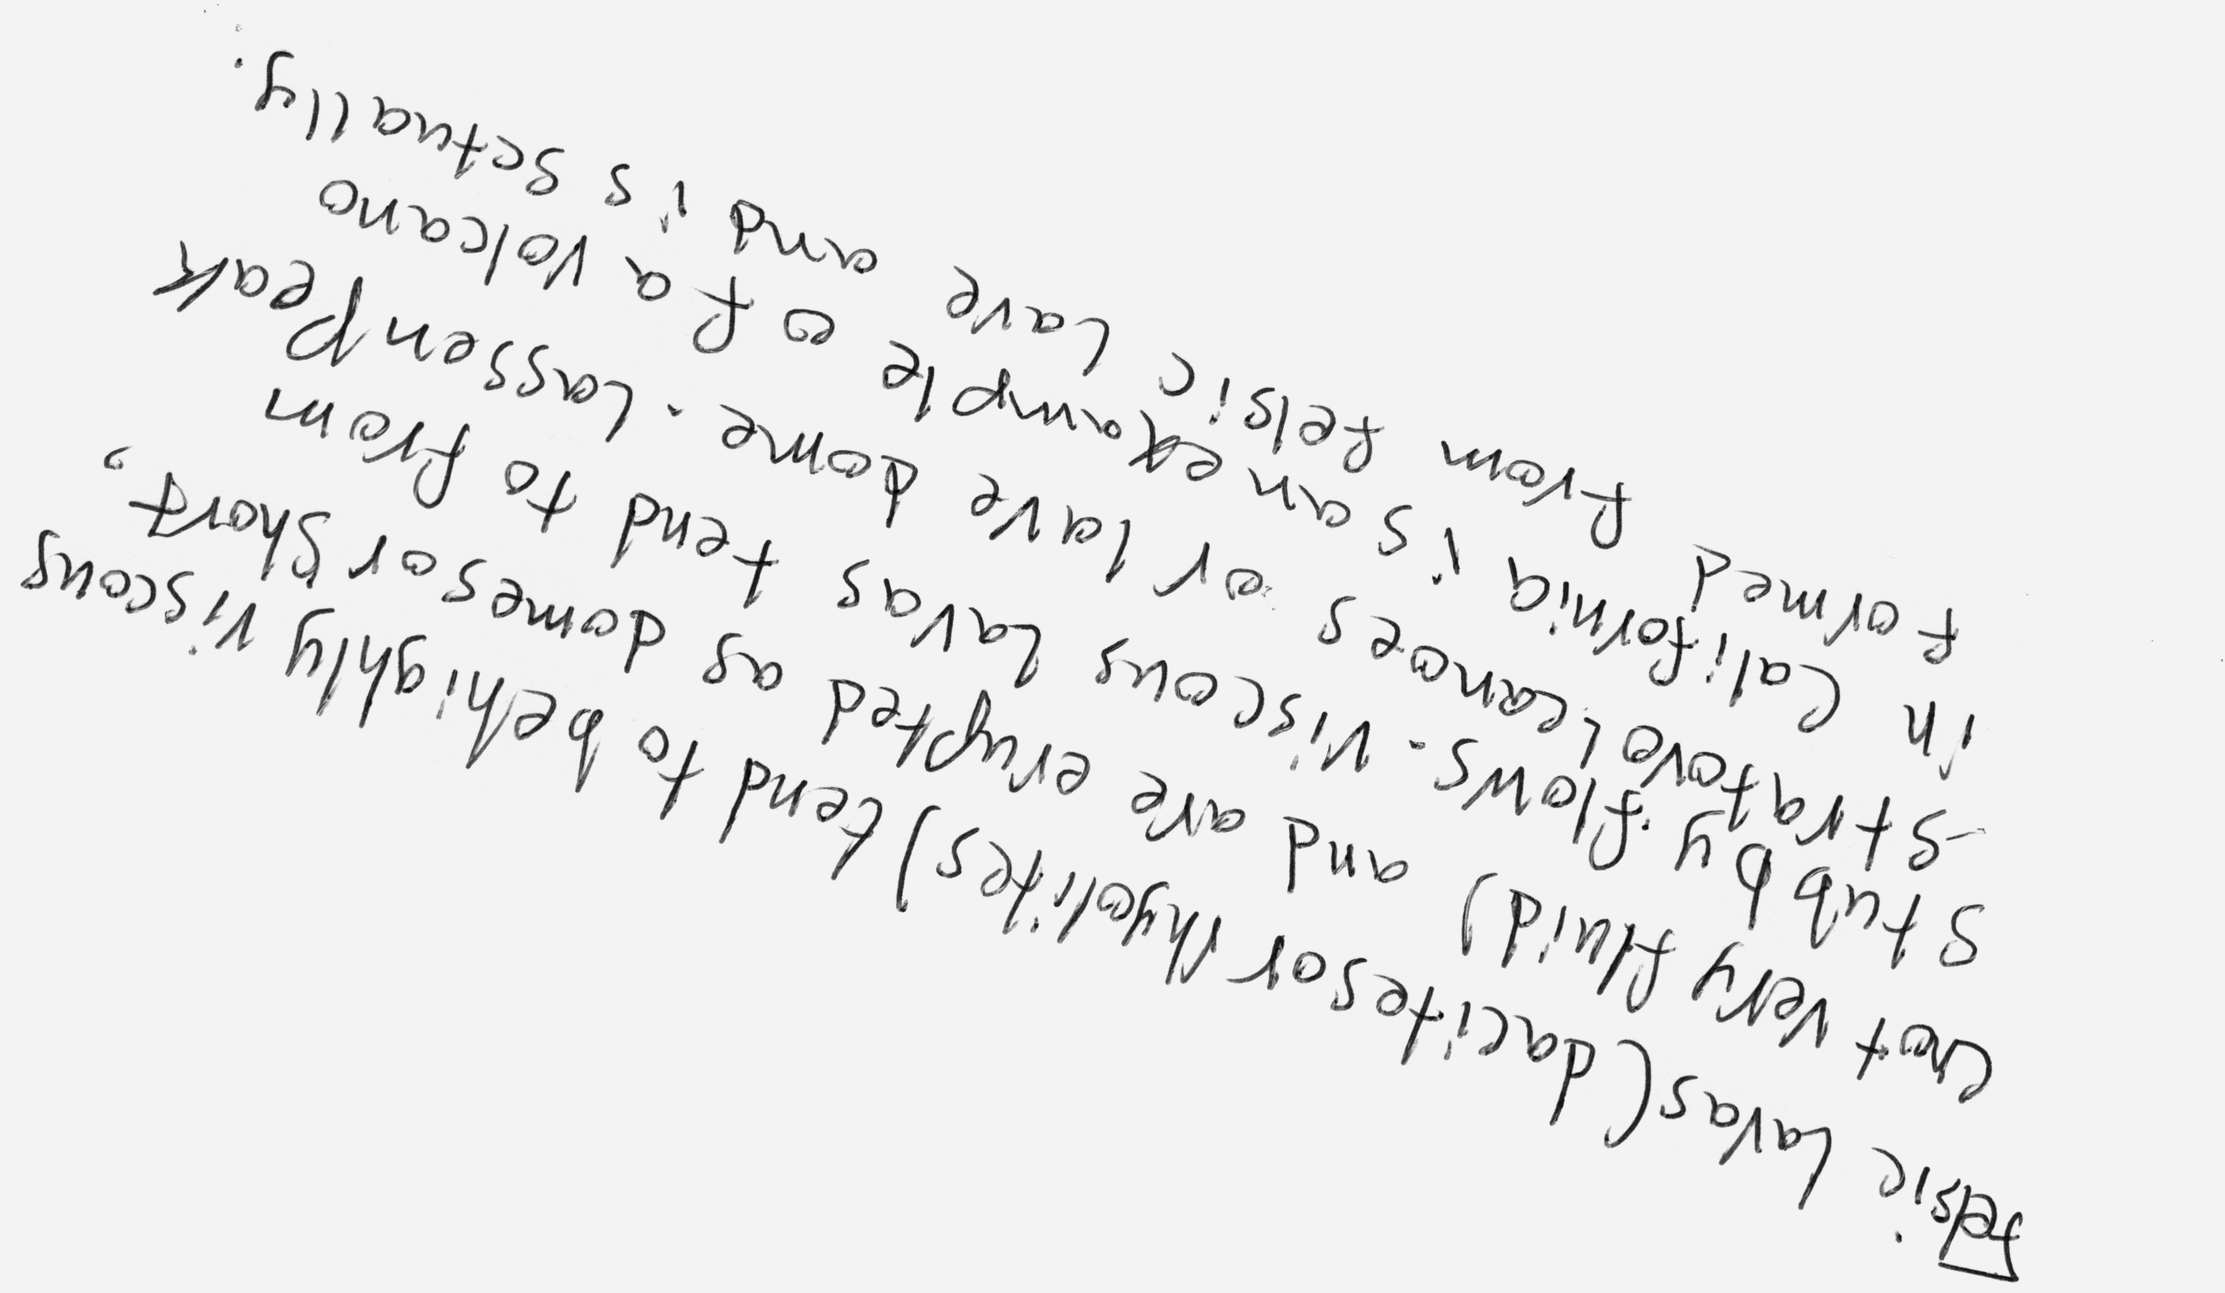 felsic lavas (dacites or rhyolites) tend to be highly viscous
(not very fluid) and are erupted as domes or short,
stubby flows. Viscous lavas tend to from
stratovolcanoes or lave dome. Lassen Peak
in California is an example of a volcano
formed from felsic lave and is sctually.